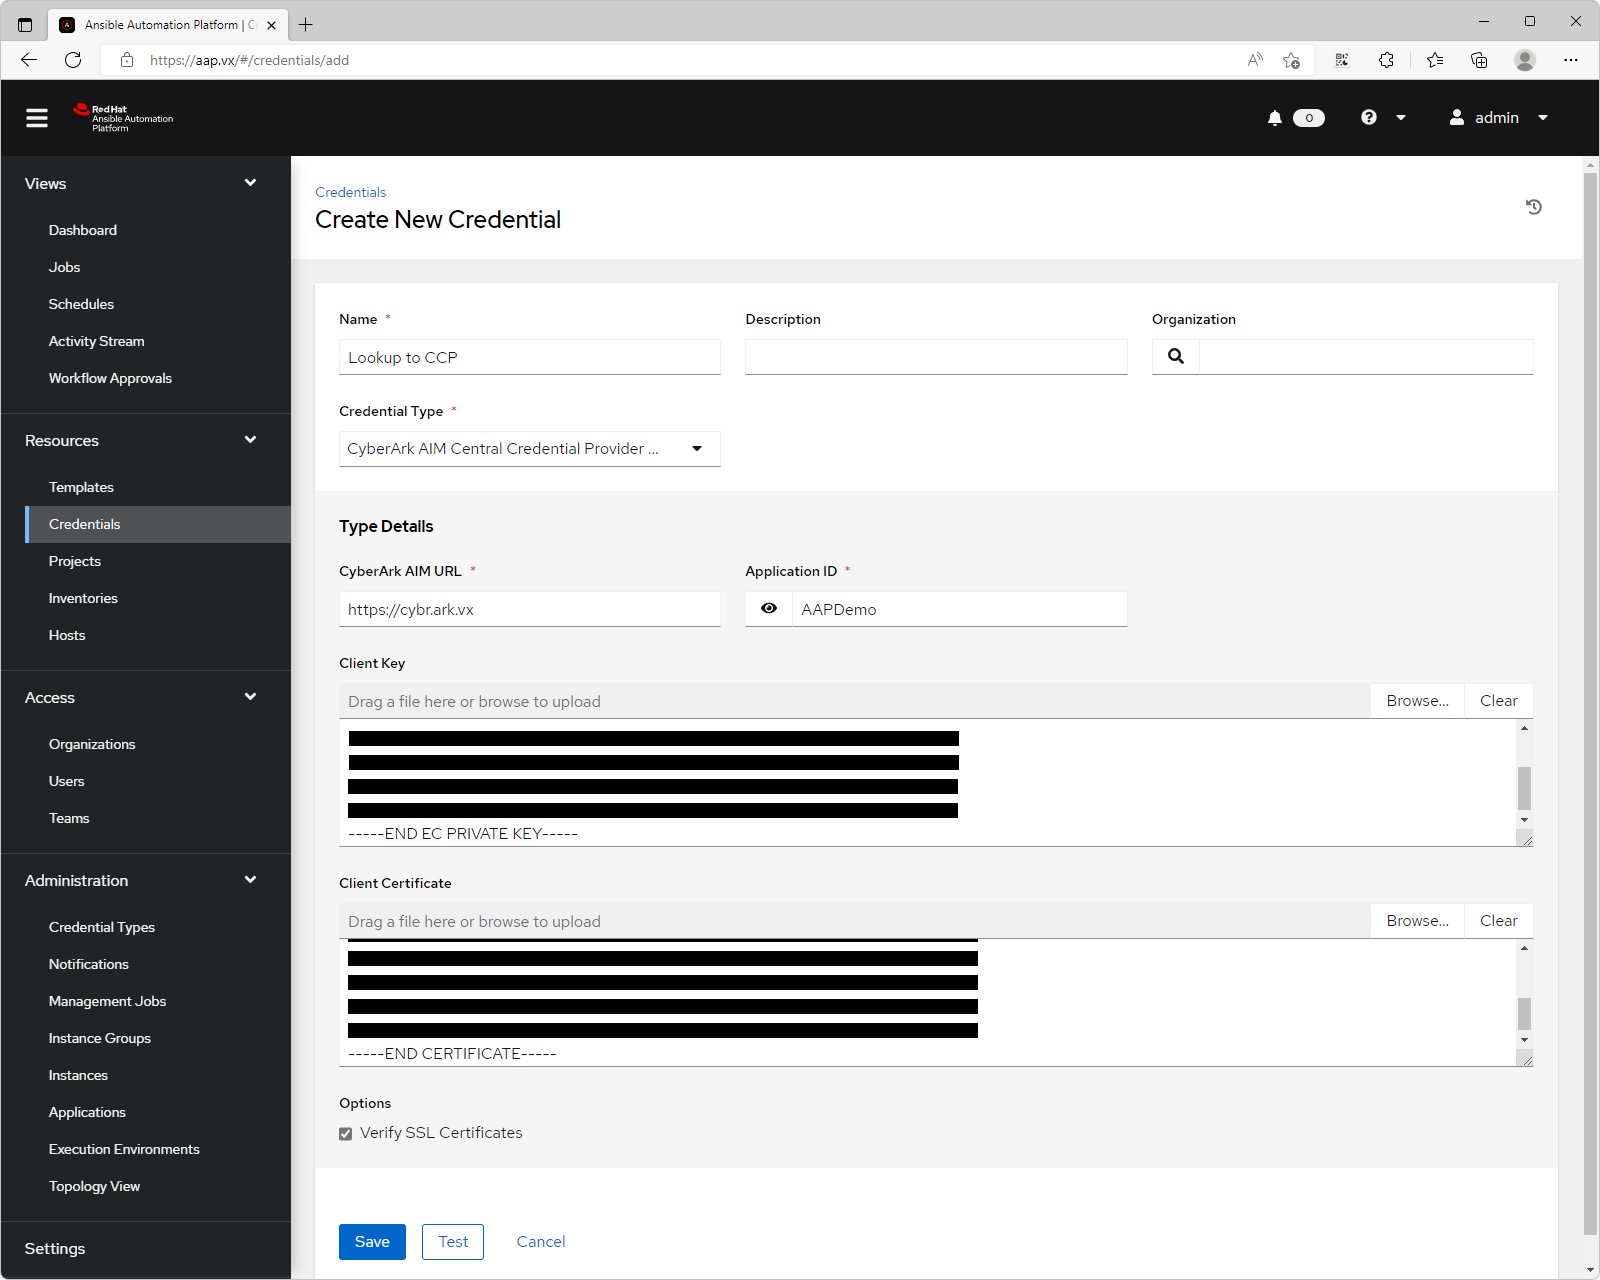 Ansible Automation Platform | C
https://aap.vx/#/credentials/add
Red Hat
Ansible Automation
Platform
0
admin
Views
Dashboard
Jobs
Schedules
Activity Stream
Workflow Approvals
Resources
Templates
Credentials
Projects
Inventories
Hosts
Access
Organizations
Users
Teams
Administration
Credential Types
Notifications
Management Jobs
Instance Groups
Instances
Applications
Execution Environments
Topology View
Settings
Credentials
Create New Credential
Name *
Description
Organization
Lookup to CCP
Credential Type *
CyberArk AIM Central Credential Provider ...
Type Details
CyberArk AIM URL *
Application ID *
https://cybr.ark.vx
AAPDemo
Client Key
Drag a file here or browse to upload
Browse...
Clear
-----END EC PRIVATE KEY-----
Client Certificate
Drag a file here or browse to upload
Browse...
Clear
-----END CERTIFICATE-----
Options
Verify SSL Certificates
Save
Test
Cancel